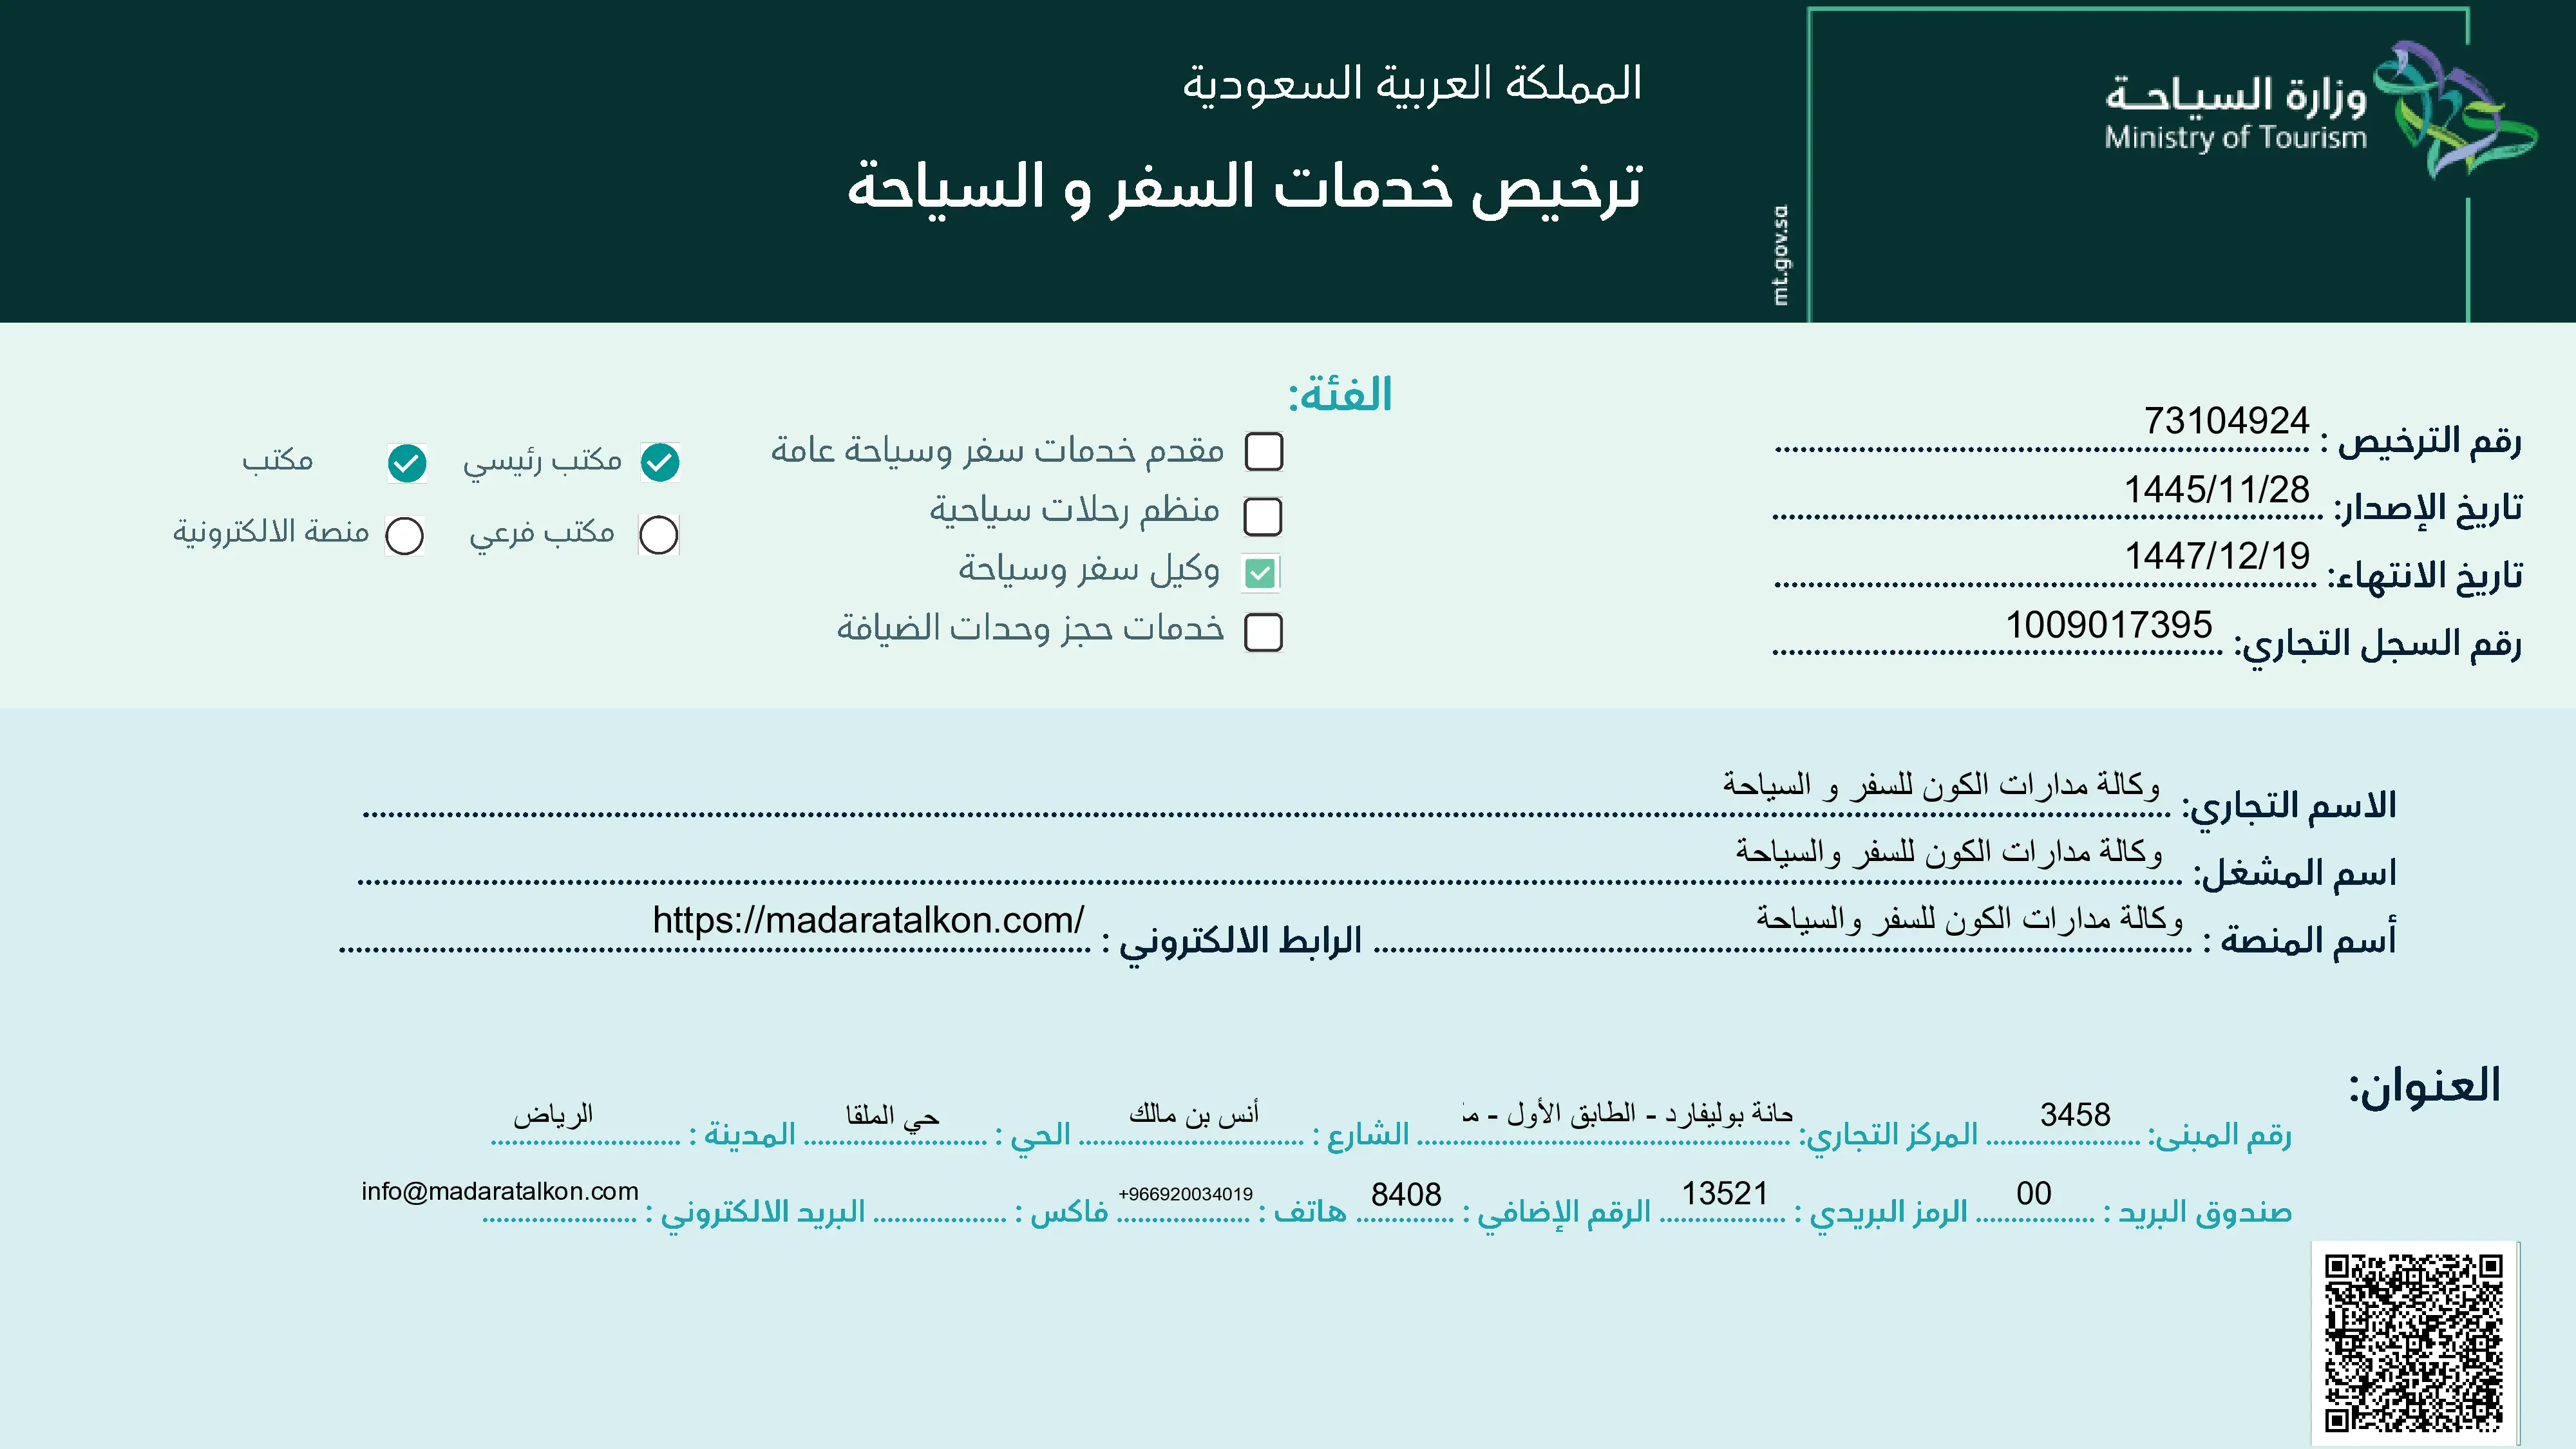 وزارة السياحة
Ministry of Tourism
mt.gov.sa
المملكة العربية السعودية
ترخيص خدمات السفر و السياحة
رقم الترخيص : 73104924
تاريخ الإصدار: 1445/11/28
تاريخ الانتهاء: 1447/12/19
رقم السجل التجاري: 1009017395
الفئة:
مقدم خدمات سفر وسياحة عامة
منظم رحلات سياحية
وكيل سفر وسياحة
خدمات حجز وحدات الضيافة
مكتب رئيسي مكتب
مكتب فرعي منصة الالكترونية
الاسم التجاري: وكالة مدارات الكون للسفر و السياحة
اسم المشغل: وكالة مدارات الكون للسفر والسياحة
أسم المنصة : وكالة مدارات الكون للسفر والسياحة الرابط الالكتروني : https://madaratalkon.com/
العنوان:
رقم المبنى: 3458 المركز التجاري: حانة بوليفارد - الطابق الأول - الشارع : أنس بن مالك الحي : حي الملقا المدينة : الرياض
صندوق البريد : 00 الرمز البريدي : 13521 الرقم الإضافي : 8408 هاتف : +966920034019 فاكس : البريد الالكتروني : info@madaratalkon.com